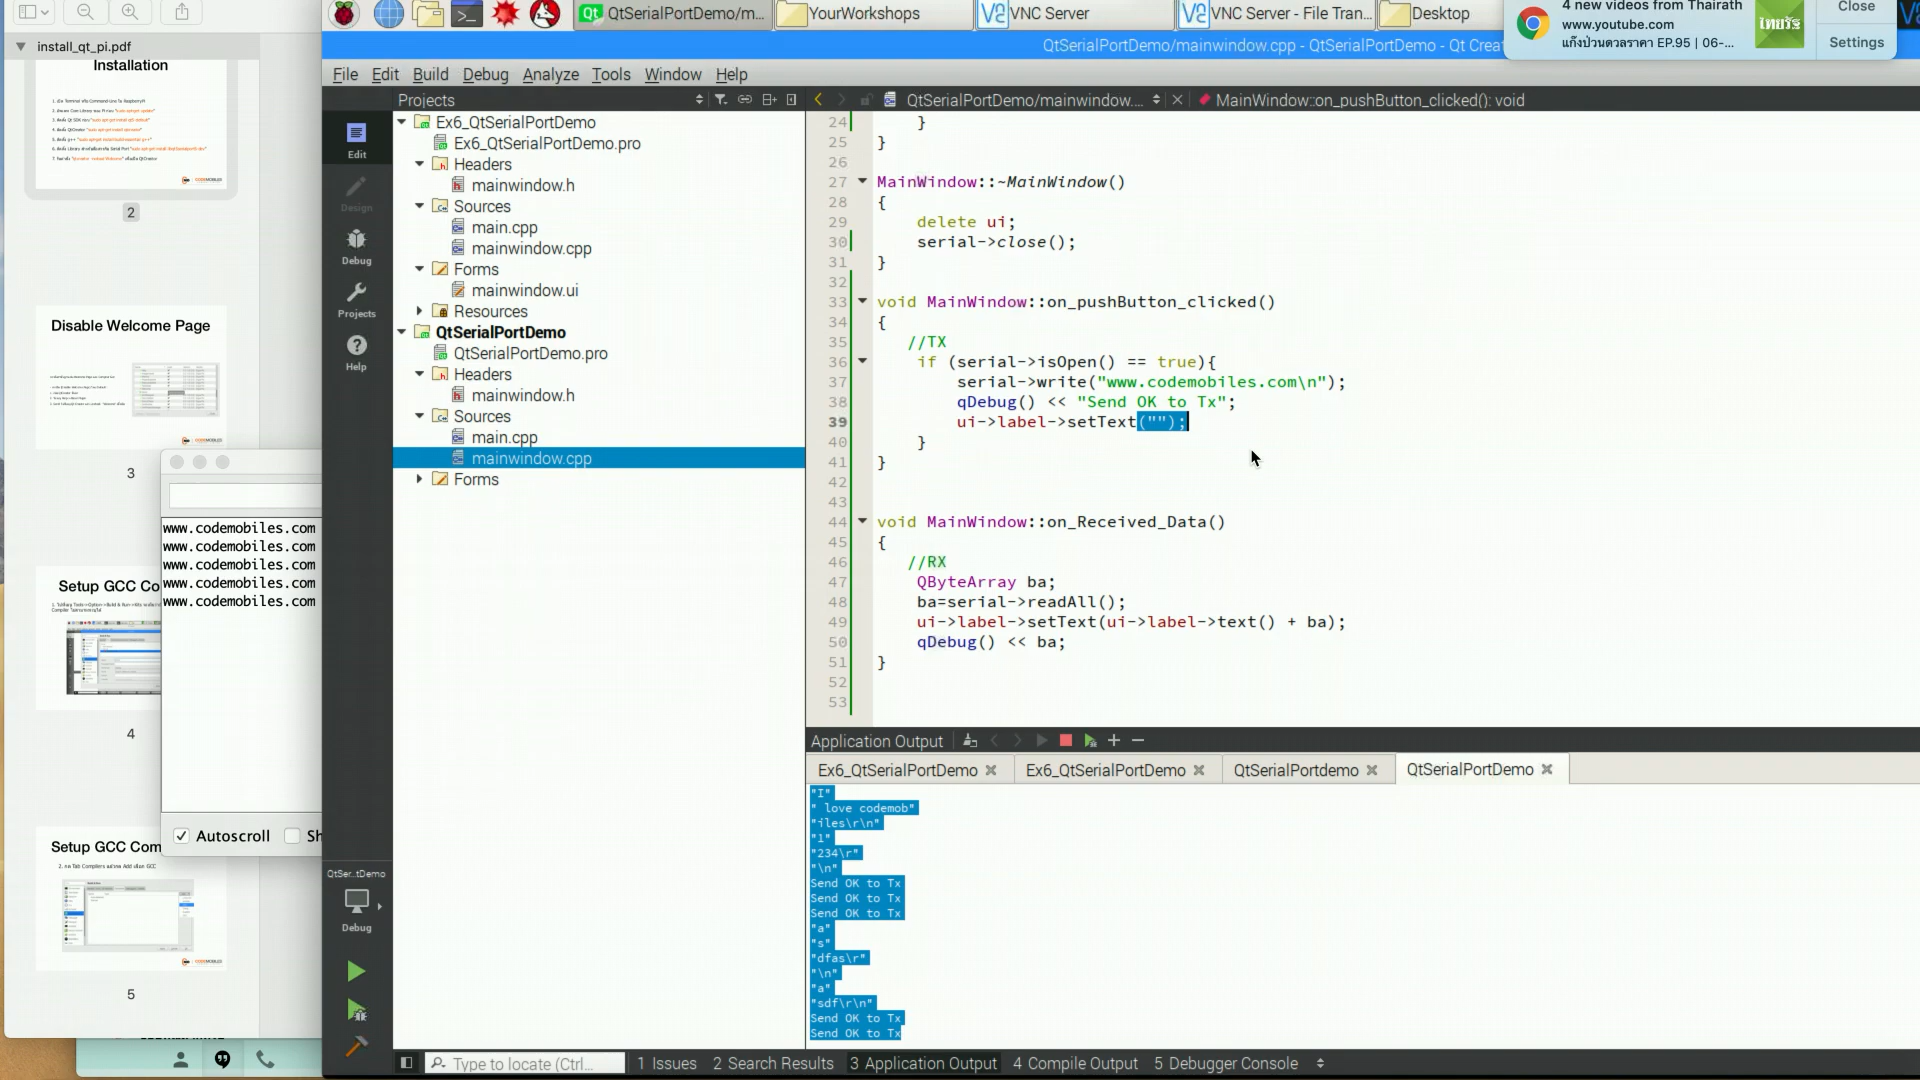 install_qt_pi.pdf
Installation
2
Disable Welcome Page
3
Setup GCC Co
4
Setup GCC Com
5
www.codemobiles.com
www.codemobiles.com
www.codemobiles.com
www.codemobiles.com
www.codemobiles.com
Autoscroll
Sh
QtSerialPortDemo/m...
YourWorkshops
VNC Server
VNC Server - File Tran...
Desktop
4 new videos from Thairath
www.youtube.com
แก๊งป่วนดวลราคา EP.95 | 06-...
ไทยรัฐ
Close
Settings
QtSerialPortDemo/mainwindow.cpp - QtSerialPortDemo - Qt Crea
File Edit Build Debug Analyze Tools Window Help
Projects
QtSerialPortDemo/mainwindow....
MainWindow::on_pushButton_clicked(): void
Edit
Design
Debug
Projects
Help
QtSer...tDemo
Debug
Ex6_QtSerialPortDemo
Ex6_QtSerialPortDemo.pro
Headers
mainwindow.h
Sources
main.cpp
mainwindow.cpp
Forms
mainwindow.ui
Resources
QtSerialPortDemo
QtSerialPortDemo.pro
Headers
mainwindow.h
Sources
main.cpp
mainwindow.cpp
Forms
24 }
25 }
26
27 MainWindow::~MainWindow()
28 {
29 delete ui;
30 serial->close();
31 }
32
33 void MainWindow::on_pushButton_clicked()
34 {
35 //TX
36 if (serial->isOpen() == true){
37 serial->write("www.codemobiles.com\n");
38 qDebug() << "Send OK to Tx";
39 ui->label->setText("");
40 }
41 }
42
43
44 void MainWindow::on_Received_Data()
45 {
46 //RX
47 QByteArray ba;
48 ba=serial->readAll();
49 ui->label->setText(ui->label->text() + ba);
50 qDebug() << ba;
51 }
52
53
Application Output
Ex6_QtSerialPortDemo
Ex6_QtSerialPortDemo
QtSerialPortdemo
QtSerialPortDemo
"I"
" love codemob"
"iles\r\n"
"1"
"234\r"
"\n"
Send OK to Tx
Send OK to Tx
Send OK to Tx
"a"
"s"
"dfas\r"
"\n"
"a"
"sdf\r\n"
Send OK to Tx
Send OK to Tx
Type to locate (Ctrl...
1 Issues
2 Search Results
3 Application Output
4 Compile Output
5 Debugger Console